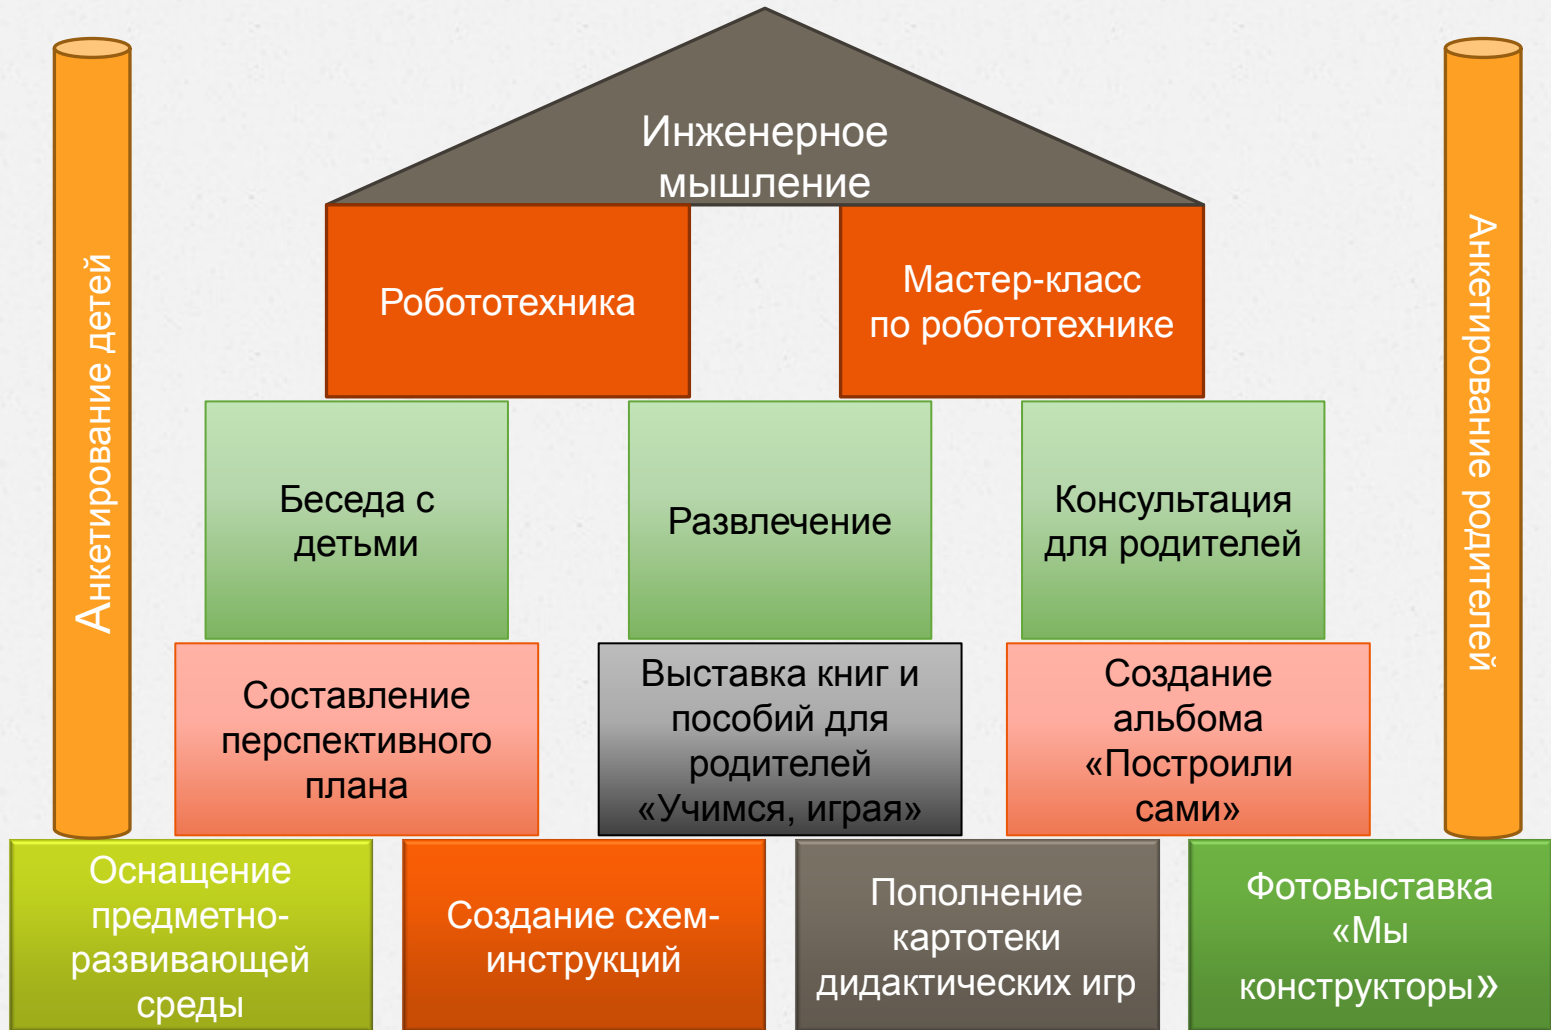 Инженерное
мышление
Анкетирование детей
Робототехника
Мастер-класс
по робототехнике
Анкетирование родителей
Беседа с
детьми
Развлечение
Консультация
для родителей
Составление
перспективного
плана
Выставка книг и
пособий для
родителей
«Учимся, играя»
Создание
альбома
«Построили
сами»
Оснащение
предметно-
развивающей
среды
Создание схем-
инструкций
Пополнение
картотеки
дидактических игр
Фотовыставка
«Мы
конструкторы»